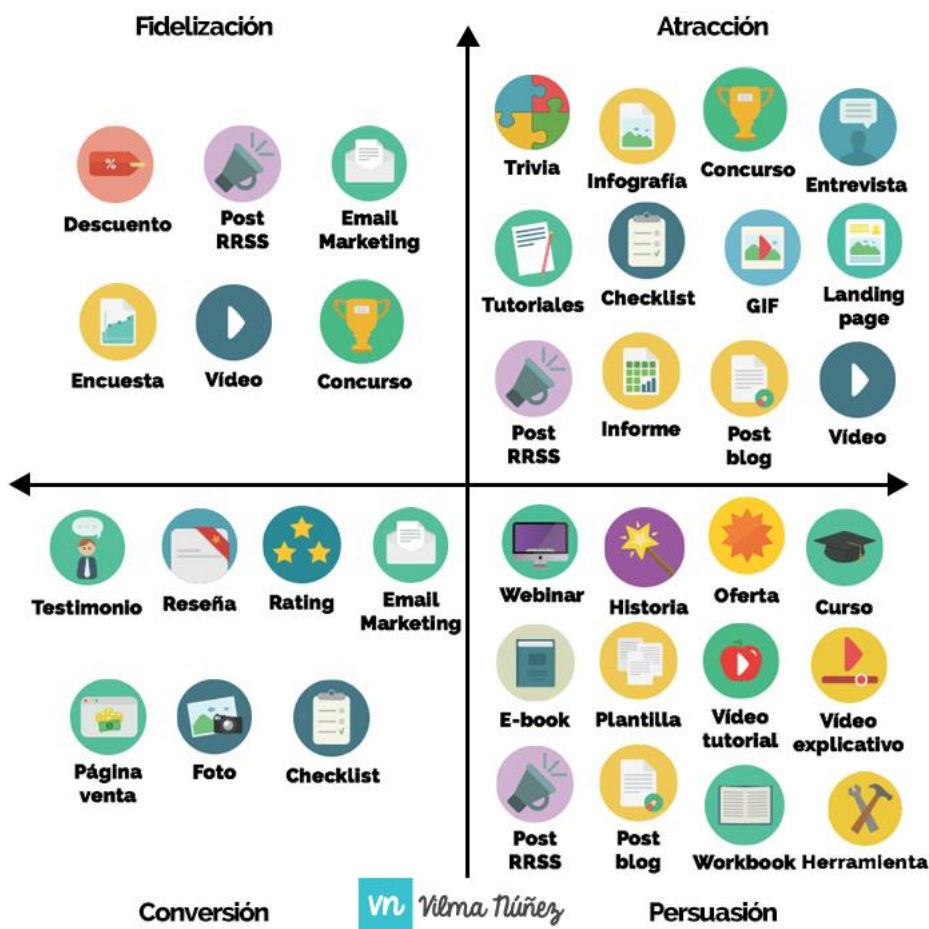 Fidelización
Atracción
Trivia
Infografía
Concurso
Entrevista
Descuento
%
Post
RRSS
Email
Marketing
Tutoriales
Checklist
GIF
Landing
page
Encuesta
Vídeo
Concurso
Post
RRSS
Informe
Post
blog
Vídeo
Testimonio
Reseña
Rating
Email
Marketing
Webinar
Historia
Oferta
Curso
Página
venta
Foto
Checklist
E-book
Plantilla
Vídeo
tutorial
Vídeo
explicativo
Post
RRSS
Post
blog
Workbook
Herramienta
Conversión
vn Vilma Núñez
Persuasión